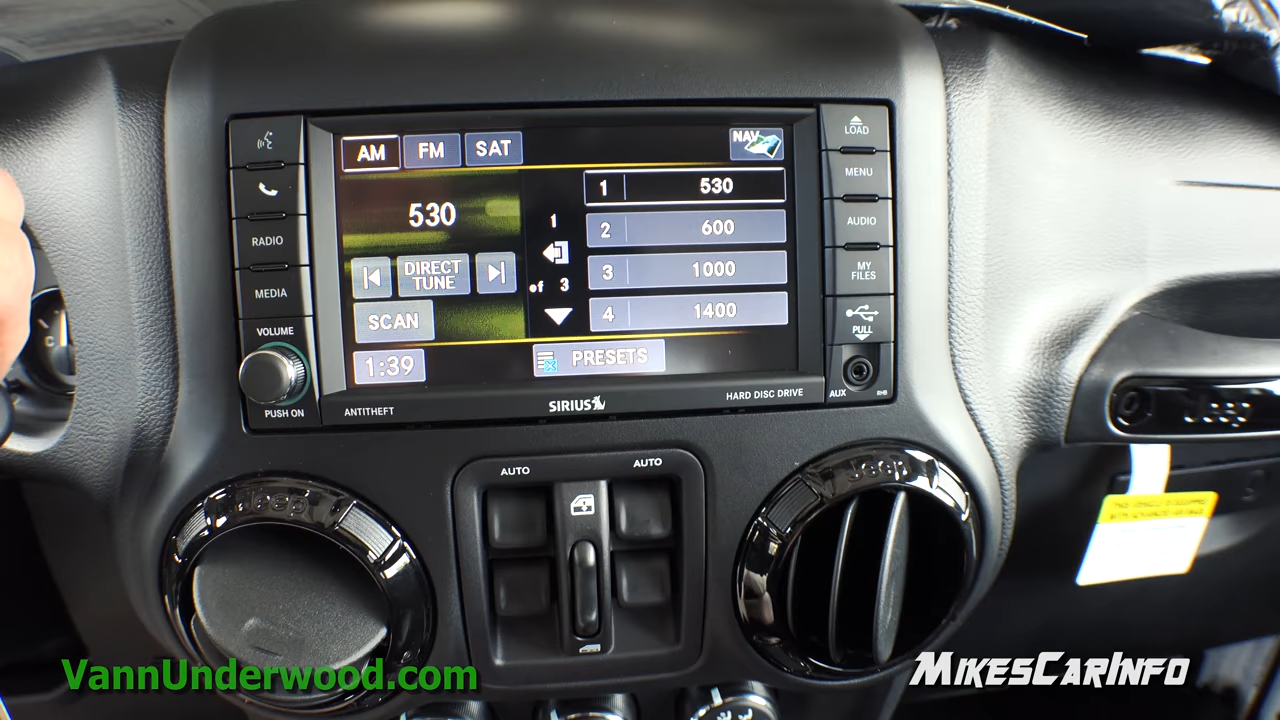 AM FM SAT NAV
530
DIRECT
TUNE
SCAN
1:39
1
of 3
1 530
2 600
3 1000
4 1400
PRESETS
RADIO
MEDIA
VOLUME
PUSH ON
LOAD
MENU
AUDIO
MY
FILES
PULL
AUX RHB
ANTITHEFT
SIRIUS
HARD DISC DRIVE
AUTO AUTO
Jeep
Jeep
Jeep
C
VannUnderwood.com
MikesCarInfo